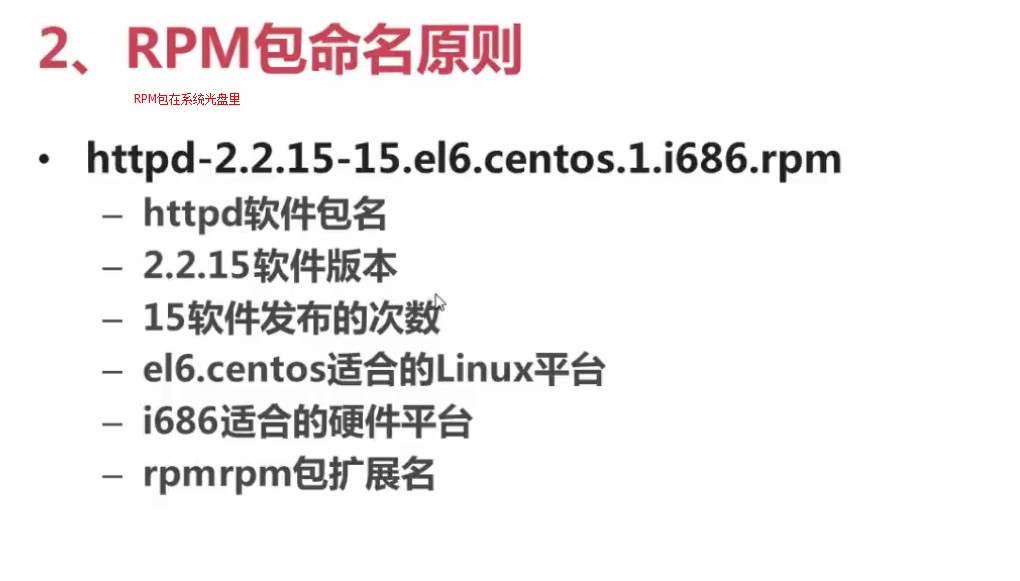 2、RPM包命名原则
RPM包在系统光盘里
• httpd-2.2.15-15.el6.centos.1.i686.rpm
– httpd软件包名
– 2.2.15软件版本
– 15软件发布的次数
– el6.centos适合的Linux平台
– i686适合的硬件平台
– rpmrpm包扩展名